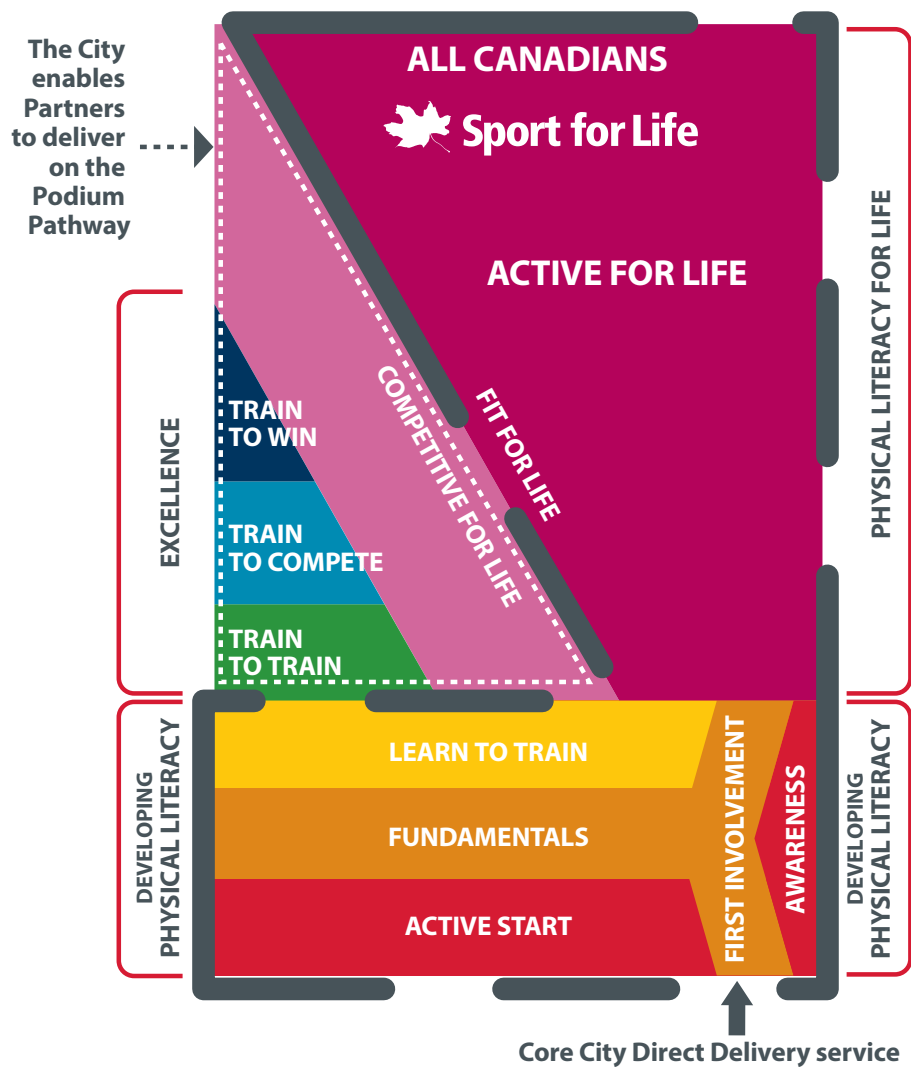 The City
enables
Partners
to deliver
on the
Podium
Pathway
ALL CANADIANS
Sport for Life
ACTIVE FOR LIFE
FIT FOR LIFE
COMPETITIVE FOR LIFE
PHYSICAL LITERACY FOR LIFE
EXCELLENCE
TRAIN
TO WIN
TRAIN
TO COMPETE
TRAIN
TO TRAIN
DEVELOPING
PHYSICAL LITERACY
LEARN TO TRAIN
FUNDAMENTALS
ACTIVE START
FIRST INVOLVEMENT
AWARENESS
DEVELOPING
PHYSICAL LITERACY
Core City Direct Delivery service